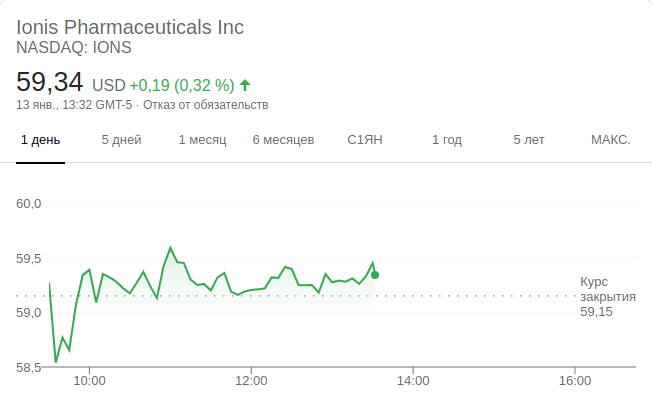 Ionis Pharmaceuticals Inc
NASDAQ: IONS
59,34 USD +0,19 (0,32 %)
13 янв., 13:32 GMT-5 · Отказ от обязательств
1 день 5 дней 1 месяц 6 месяцев С1ЯН 1 год 5 лет МАКС.
60,0
59,5
Курс
закрытия
59,15
59,0
58,5
10:00 12:00 14:00 16:00